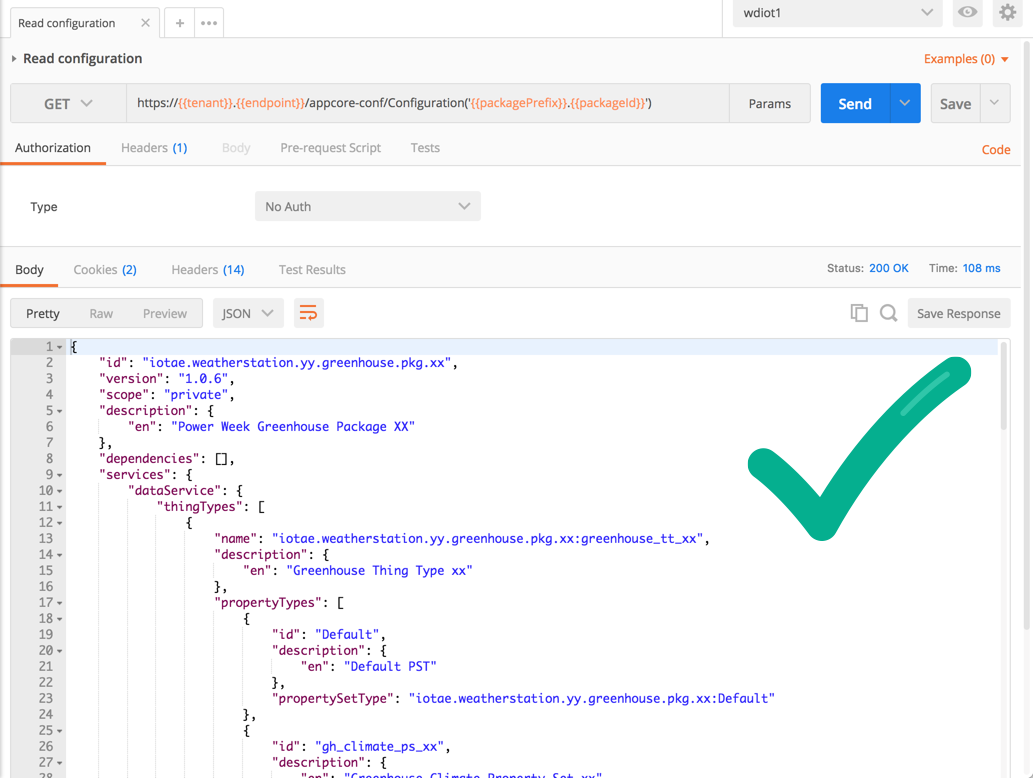 Read configuration
wdiot1
Read configuration
Examples (0)
GET https://{{tenant}}.{{endpoint}}/appcore-conf/Configuration('{{packagePrefix}}.{{packageId}}') Params Send Save
Authorization Headers (1) Body Pre-request Script Tests Code
Type No Auth
Body Cookies (2) Headers (14) Test Results Status: 200 OK Time: 108 ms
Pretty Raw Preview JSON Save Response
1 {
2 "id": "iotae.weatherstation.yy.greenhouse.pkg.xx",
3 "version": "1.0.6",
4 "scope": "private",
5 "description": {
6 "en": "Power Week Greenhouse Package XX"
7 },
8 "dependencies": [],
9 "services": {
10 "dataService": {
11 "thingTypes": [
12 {
13 "name": "iotae.weatherstation.yy.greenhouse.pkg.xx:greenhouse_tt_xx",
14 "description": {
15 "en": "Greenhouse Thing Type xx"
16 },
17 "propertyTypes": [
18 {
19 "id": "Default",
20 "description": {
21 "en": "Default PST"
22 },
23 "propertySetType": "iotae.weatherstation.yy.greenhouse.pkg.xx:Default"
24 },
25 {
26 "id": "gh_climate_ps_xx",
27 "description": {
28 "en": "Greenhouse Climate Property Set xx"